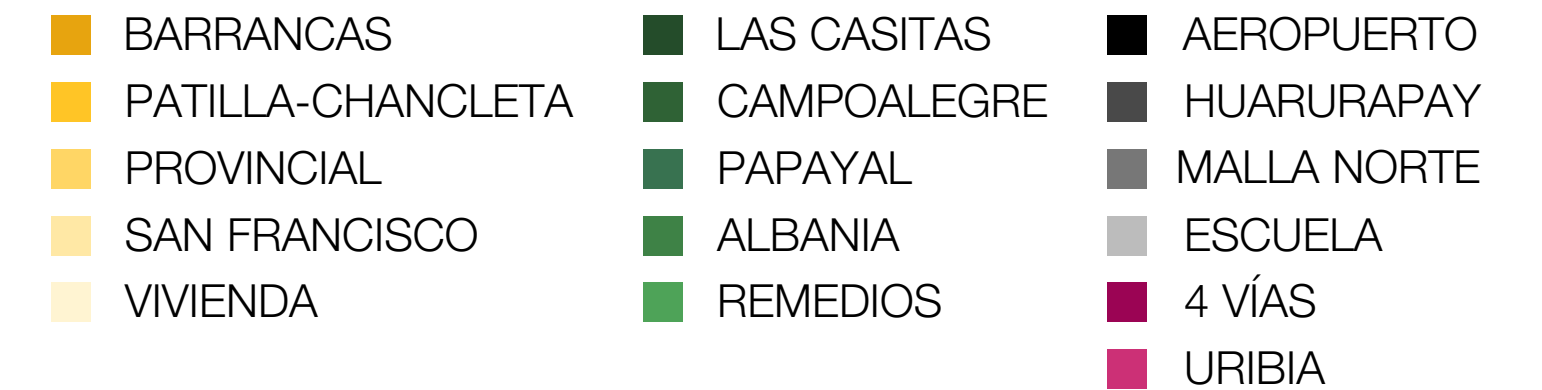 BARRANCAS
PATILLA-CHANCLETA
PROVINCIAL
SAN FRANCISCO
VIVIENDA
LAS CASITAS
CAMPOALEGRE
PAPAYAL
ALBANIA
REMEDIOS
AEROPUERTO
HUARURAPAY
MALLA NORTE
ESCUELA
4 VÍAS
URIBIA